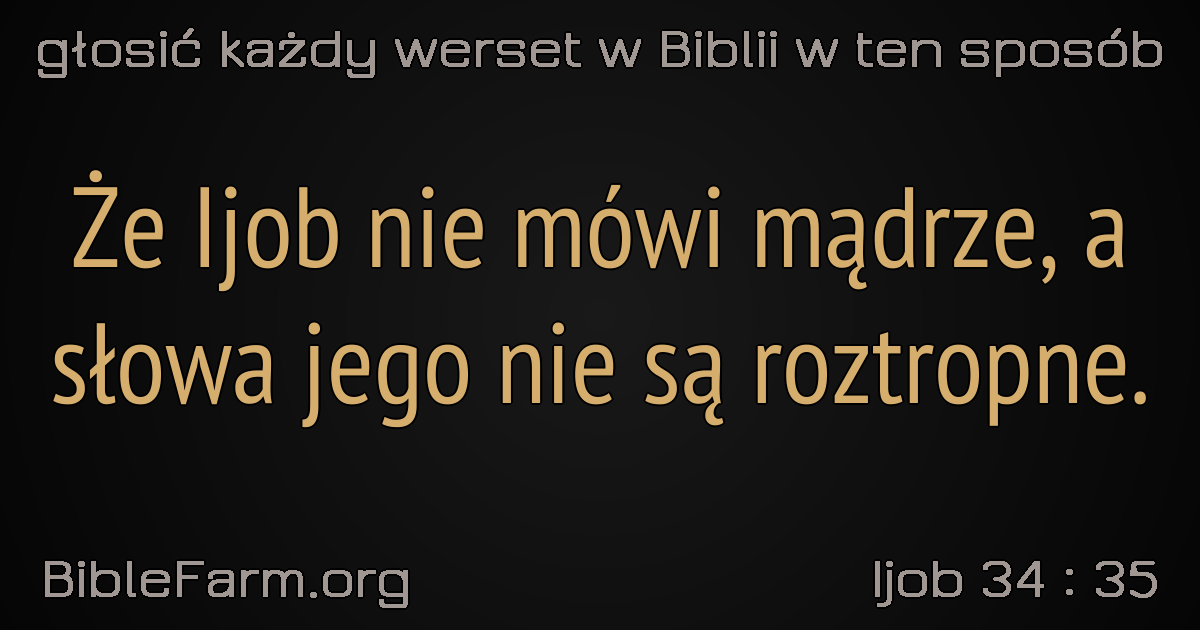 głosić każdy werset w Biblii w ten sposób
Że Ijob nie mówi mądrze, a
słowa jego nie są roztropne.
BibleFarm.org
Ijob 34 : 35